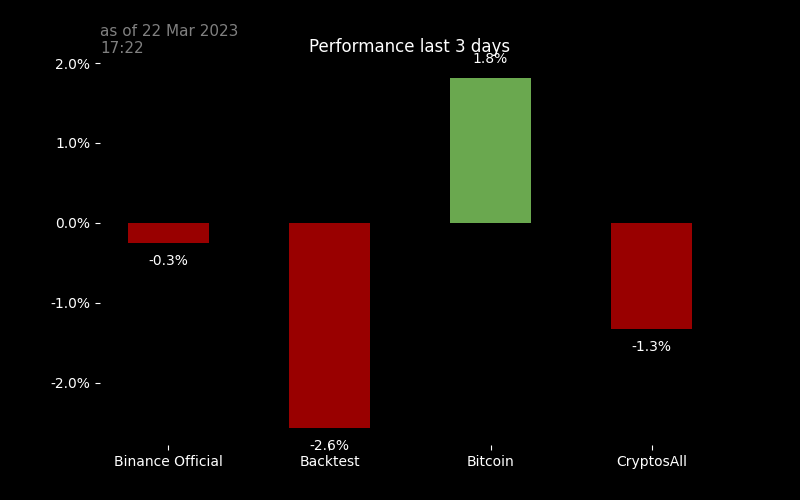 as of 22 Mar 2023
17:22
Performance last 3 days
2.0%
1.0%
0.0%
-1.0%
-2.0%
-0.3%
-2.6%
1.8%
-1.3%
Binance Official
Backtest
Bitcoin
CryptosAll